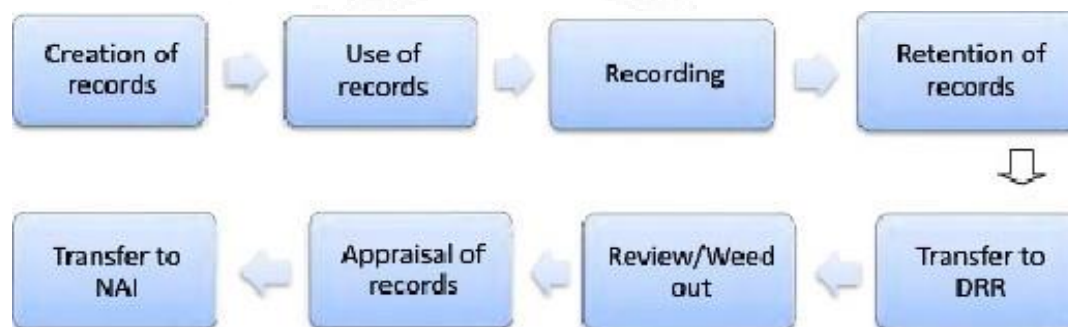 Creation of
records
Use of
records
Recording
Retention of
records
Transfer to
DRR
Review/Weed
out
Appraisal of
records
Transfer to
NAI